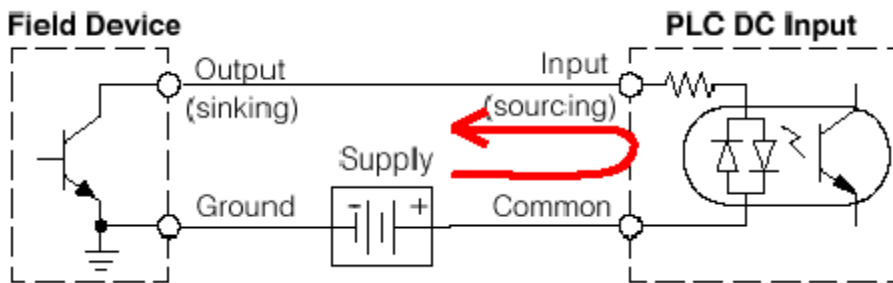 Field Device
PLC DC Input
Output
Input
(sinking)
(sourcing)
Supply
Ground
- +
Common